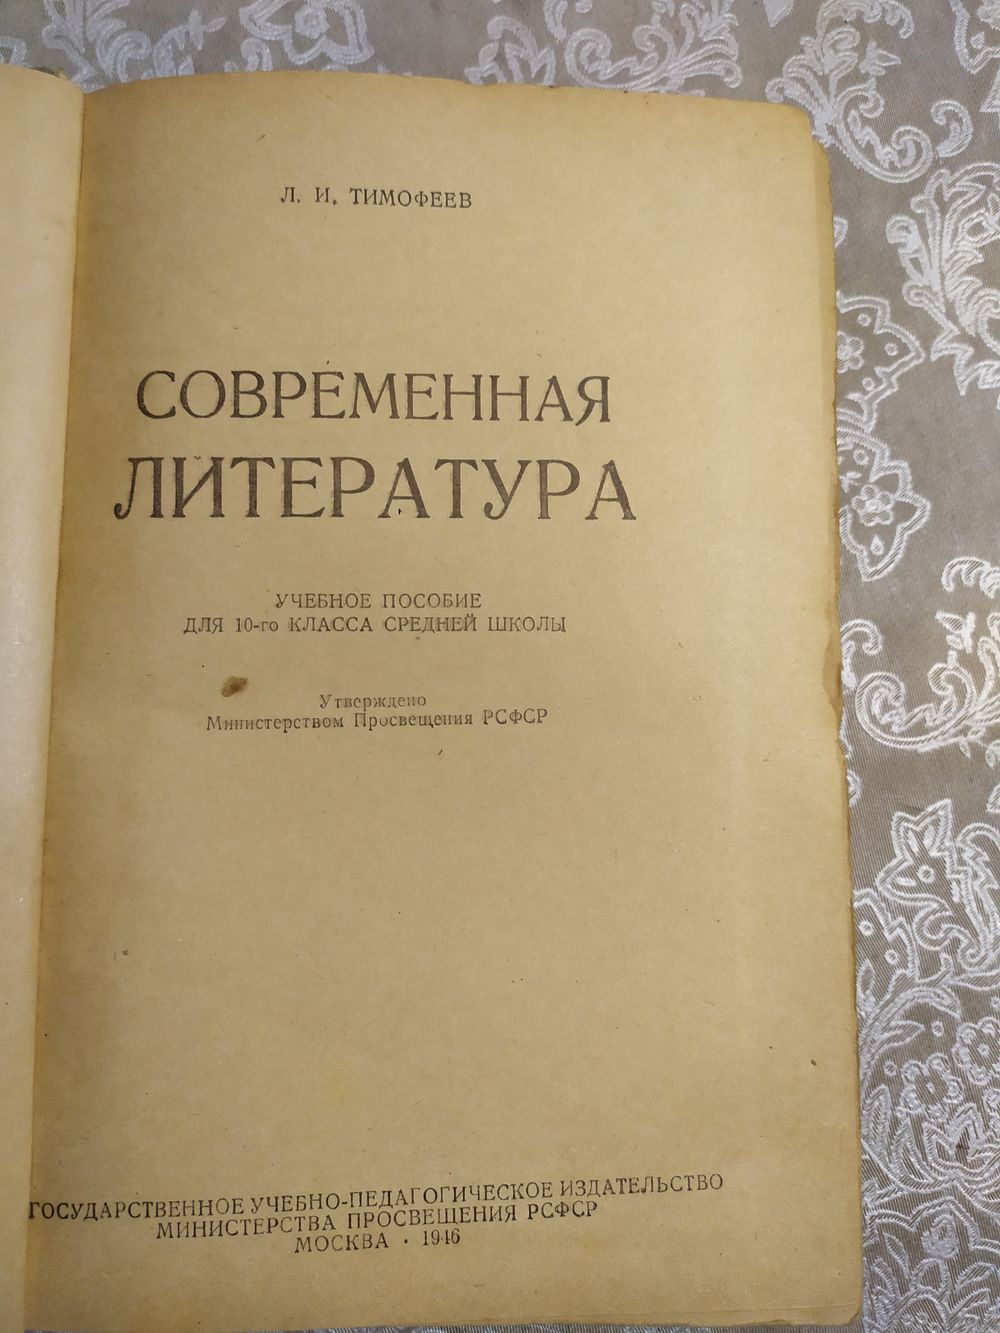 Л. И. ТИМОФЕЕВ
СОВРЕМЕННАЯ
ЛИТЕРАТУРА
УЧЕБНОЕ ПОСОБИЕ
ДЛЯ 10-го КЛАССА СРЕДНЕЙ ШКОЛЫ
Утверждено
Министерством Просвещения РСФСР
ГОСУДАРСТВЕННОЕ УЧЕБНО-ПЕДАГОГИЧЕСКОЕ ИЗДАТЕЛЬСТВО
МИНИСТЕРСТВА ПРОСВЕЩЕНИЯ РСФСР
МОСКВА · 1946